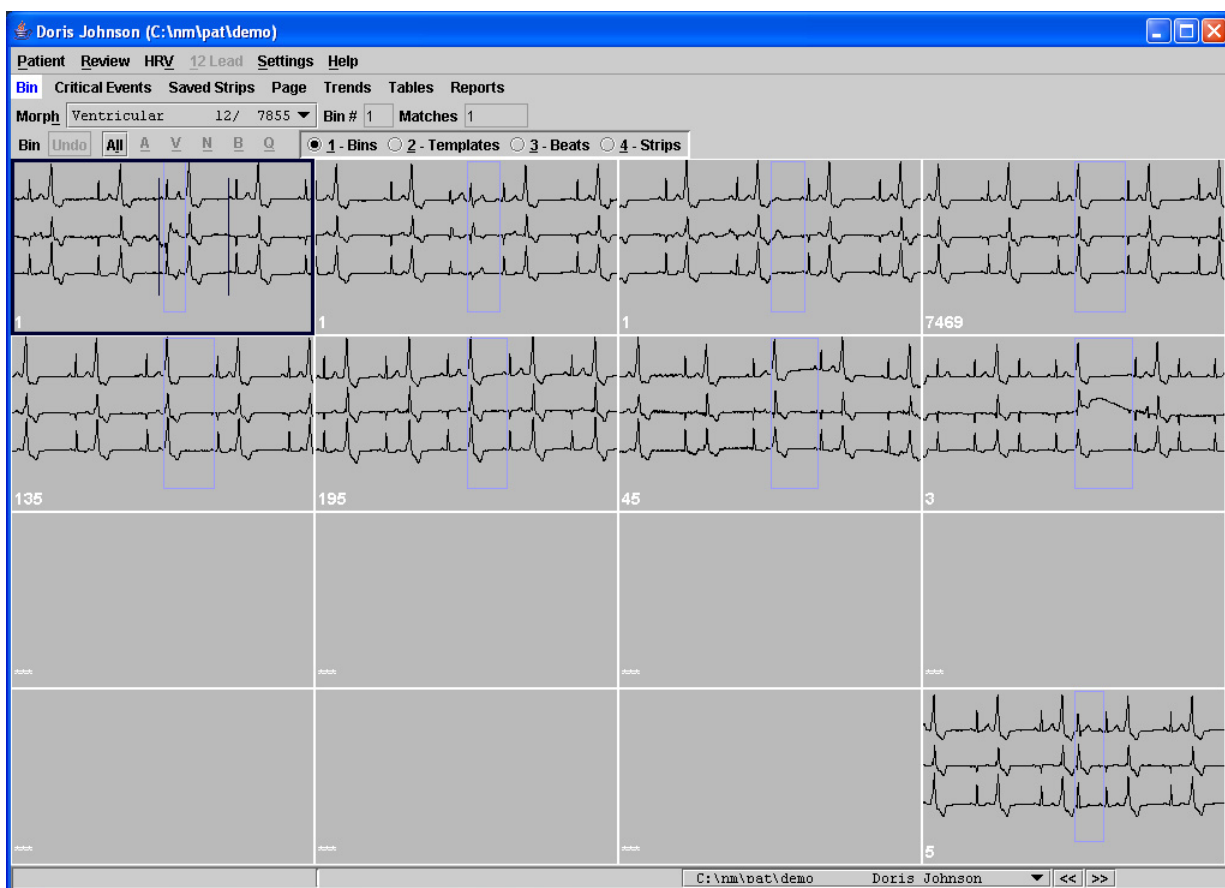 Doris Johnson (C:\nm\pat\demo)
Patient Review HRV 12 Lead Settings Help
Bin Critical Events Saved Strips Page Trends Tables Reports
Morph Ventricular 12/ 7855 Bin # 1 Matches 1
Bin Undo All A V N B Q 1 - Bins 2 - Templates 3 - Beats 4 - Strips
1 1 1 7469
135 195 45 3
*** *** *** ***
*** *** *** 5
C:\nm\pat\demo Doris Johnson << >>